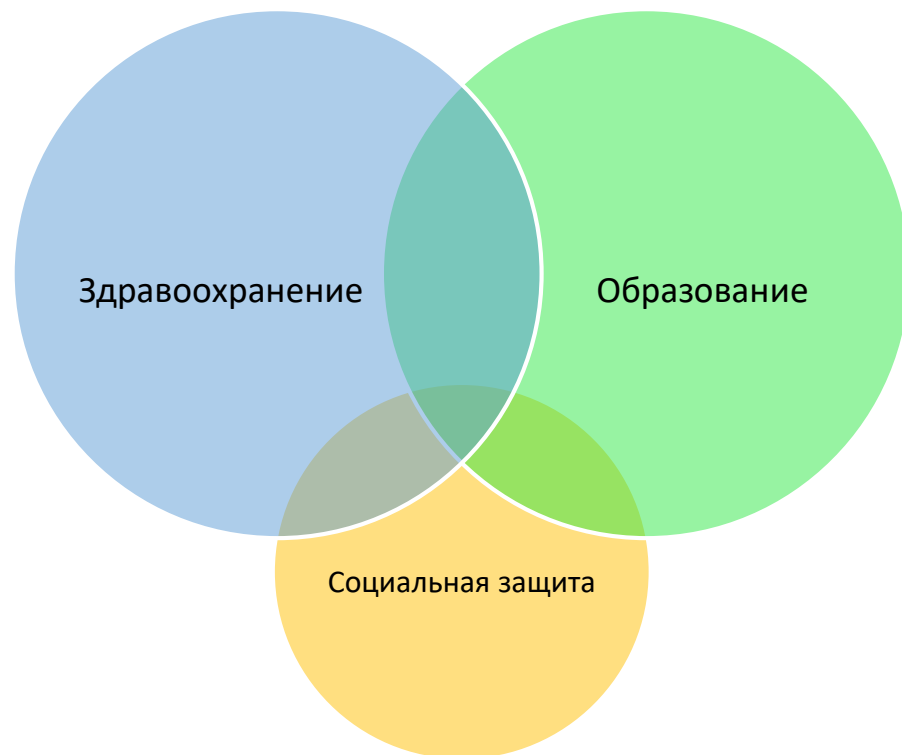 Здравоохранение
Образование
Социальная защита